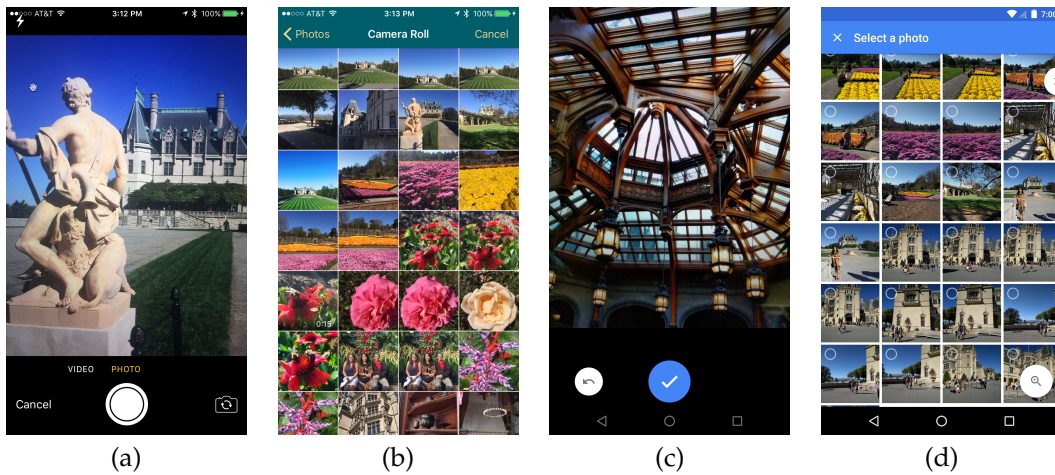 ●●○○○ AT&T 3:12 PM 100%
VIDEO PHOTO
Cancel
(a)
●●○○○ AT&T 3:13 PM 100%
Photos Camera Roll Cancel
0:15
(b)
(c)
7:00
Select a photo
(d)